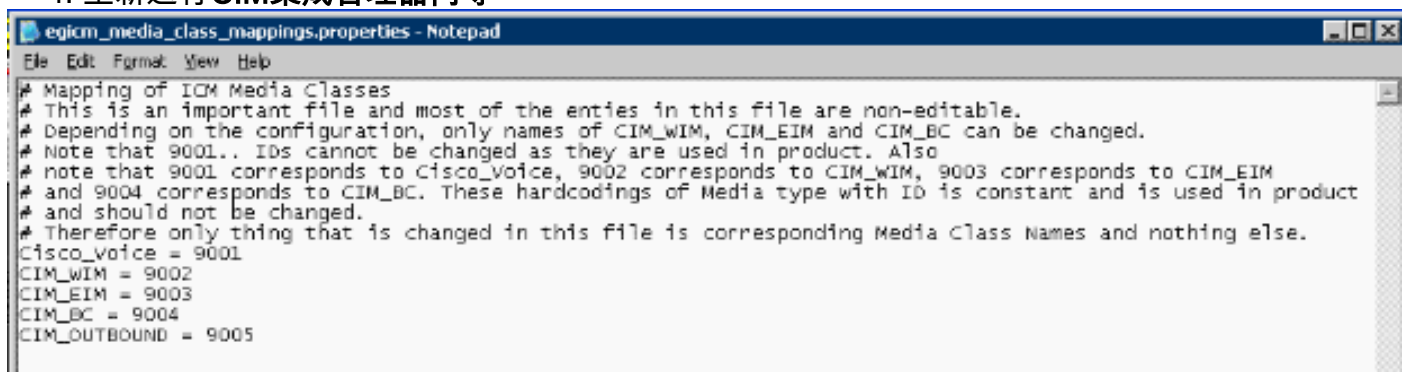 egicm_media_class_mappings.properties - Notepad
File Edit Format View Help
# Mapping of ICM Media Classes
# This is an important file and most of the enties in this file are non-editable.
# Depending on the configuration, only names of CIM_WIM, CIM_EIM and CIM_BC can be changed.
# Note that 9001.. IDs cannot be changed as they are used in product. Also
# note that 9001 corresponds to Cisco_Voice, 9002 corresponds to CIM_WIM, 9003 corresponds to CIM_EIM
# and 9004 corresponds to CIM_BC. These hardcodings of Media type with ID is constant and is used in product
# and should not be changed.
# Therefore only thing that is changed in this file is corresponding Media Class Names and nothing else.
Cisco_Voice = 9001
CIM_WIM = 9002
CIM_EIM = 9003
CIM_BC = 9004
CIM_OUTBOUND = 9005